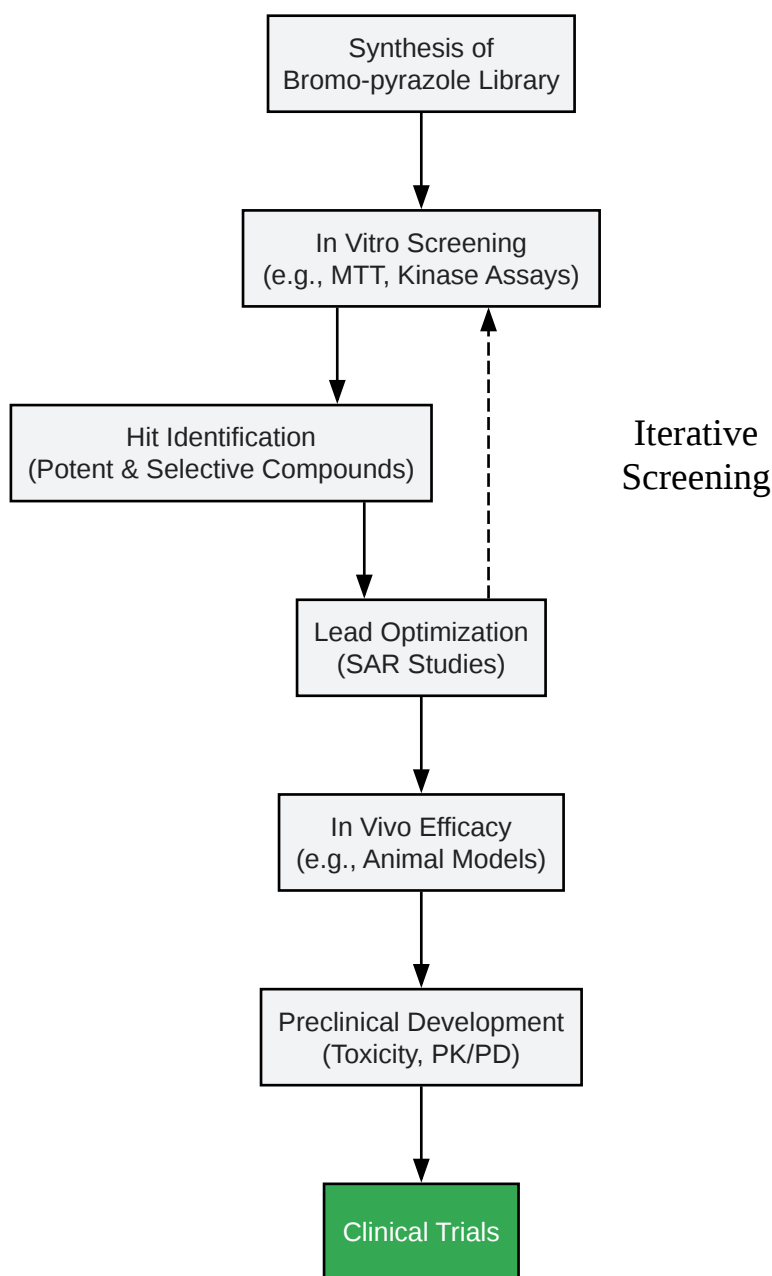 Synthesis of
Bromo-pyrazole Library
In Vitro Screening
(e.g., MTT, Kinase Assays)
Hit Identification
(Potent & Selective Compounds)
Iterative
Screening
Lead Optimization
(SAR Studies)
In Vivo Efficacy
(e.g., Animal Models)
Preclinical Development
(Toxicity, PK/PD)
Clinical Trials